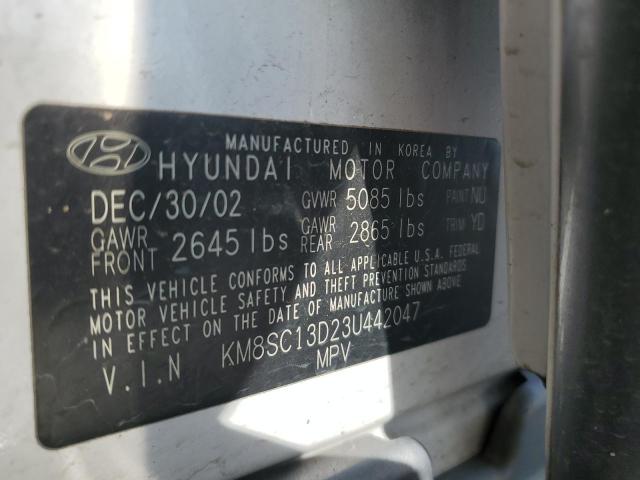 MANUFACTURED IN KOREA BY
HYUNDAI MOTOR COMPANY
DEC/30/02 GVWR 5085 lbs PAINT NU
GAWR FRONT 2645 lbs GAWR REAR 2865 lbs TRIM YD
THIS VEHICLE CONFORMS TO ALL APPLICABLE U.S.A. FEDERAL
MOTOR VEHICLE SAFETY AND THEFT PREVENTION STANDARDS
IN EFFECT ON THE DATE OF MANUFACTURE SHOWN ABOVE
V.I.N KM8SC13D23U442047
MPV